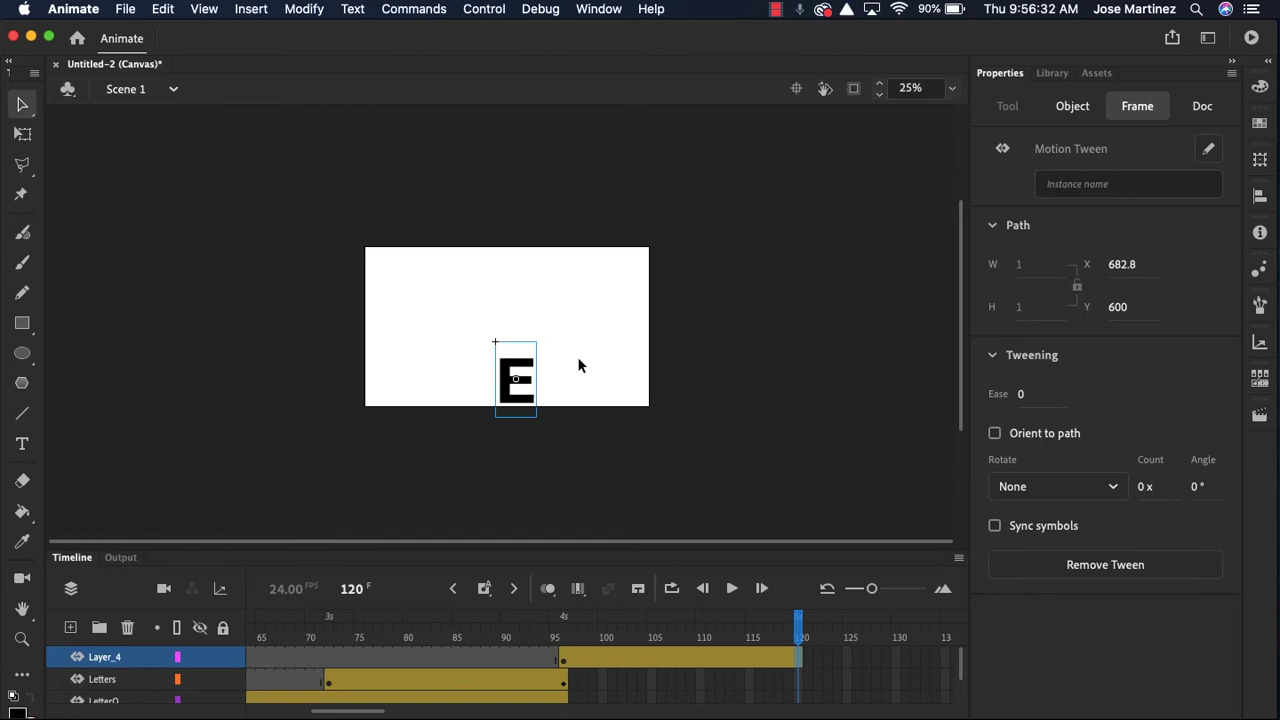 Animate File Edit View Insert Modify Text Commands Control Debug Window Help 90% Thu 9:56:32 AM Jose Martinez
Animate
Untitled-2 (Canvas)*
Properties Library Assets
Scene 1 25%
Tool Object Frame Doc
Motion Tween
Instance name
Path
W 1 X 682.8
H 1 Y 600
E
Tweening
Ease 0
Orient to path
Rotate Count Angle
None 0 x 0 °
Sync symbols
Remove Tween
Timeline Output
24.00 FPS 120 F
3s 4s
65 70 75 80 85 90 95 100 105 110 115 120 125 130 13
Layer_4
Letters
LetterO